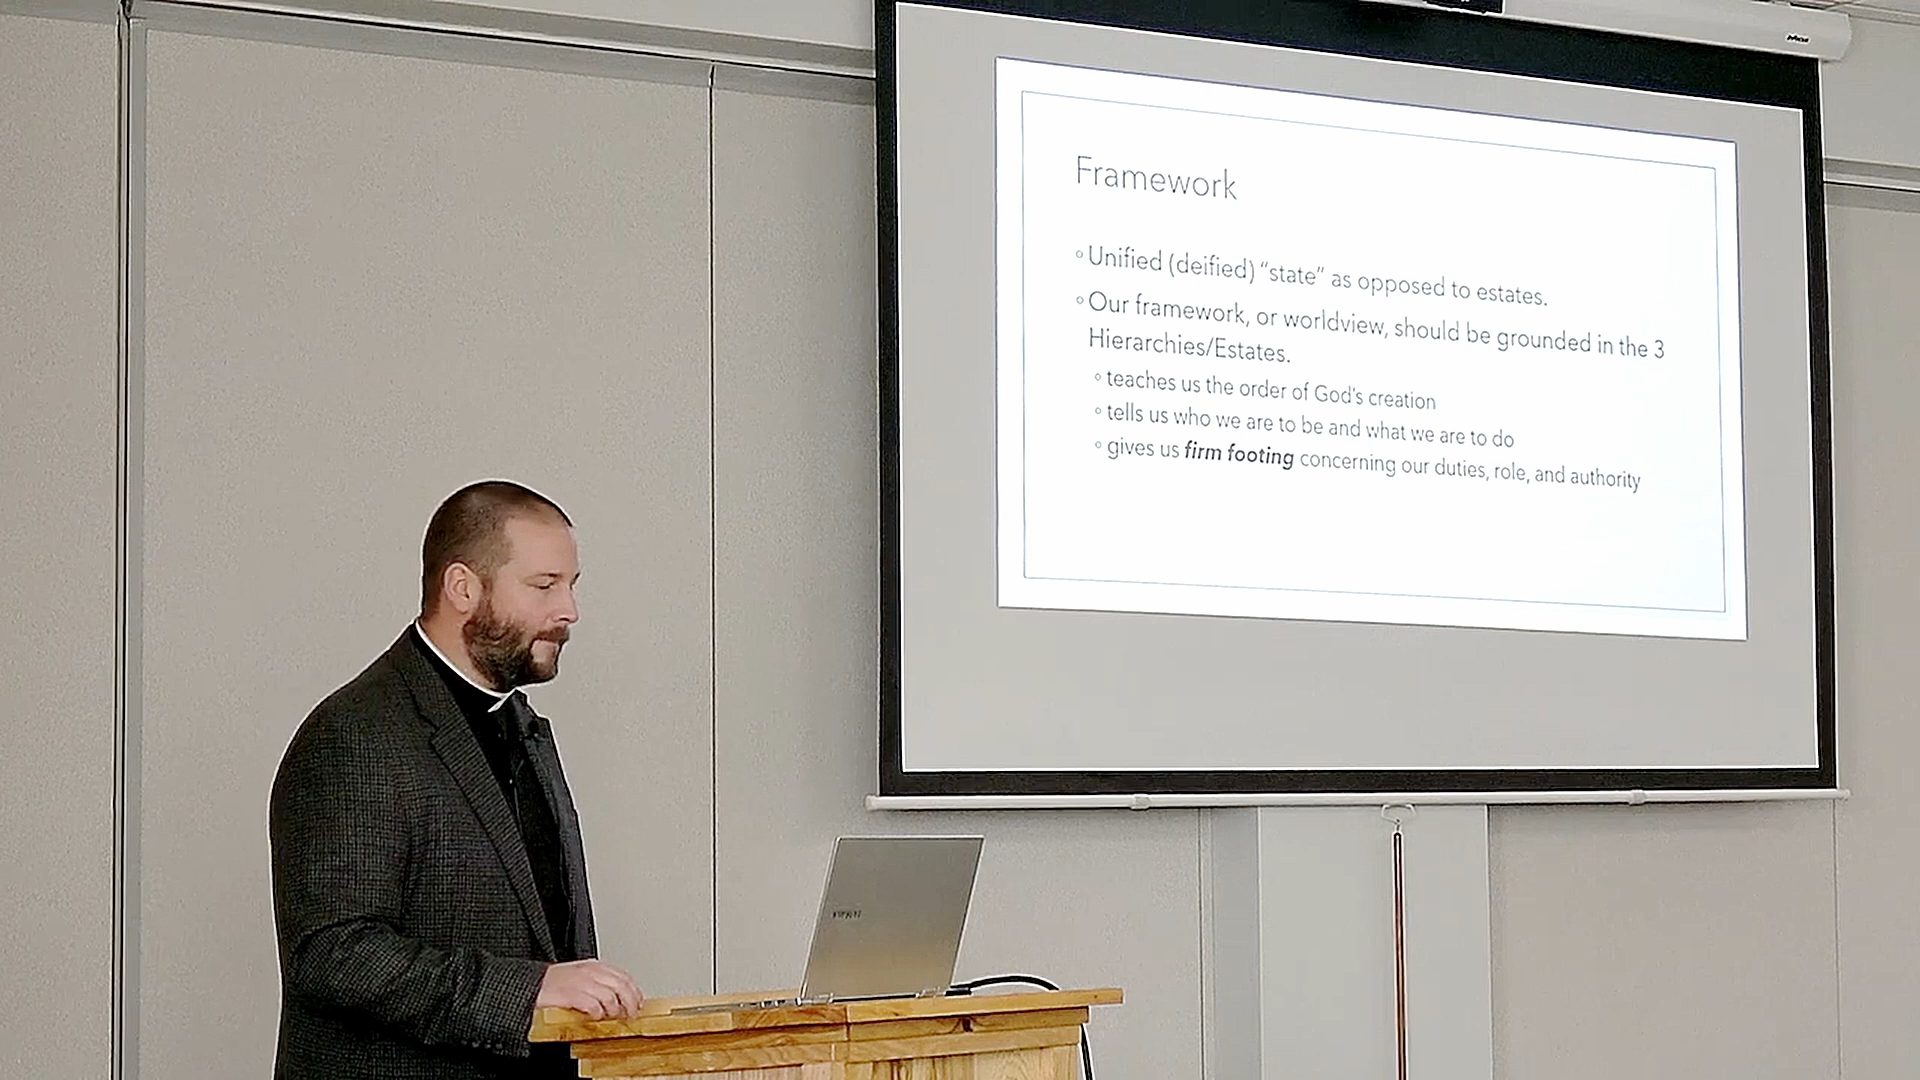 Framework
Unified (deified) “state” as opposed to estates.
Our framework, or worldview, should be grounded in the 3
Hierarchies/Estates.
teaches us the order of God's creation
tells us who we are to be and what we are to do
gives us firm footing concerning our duties, role, and authority